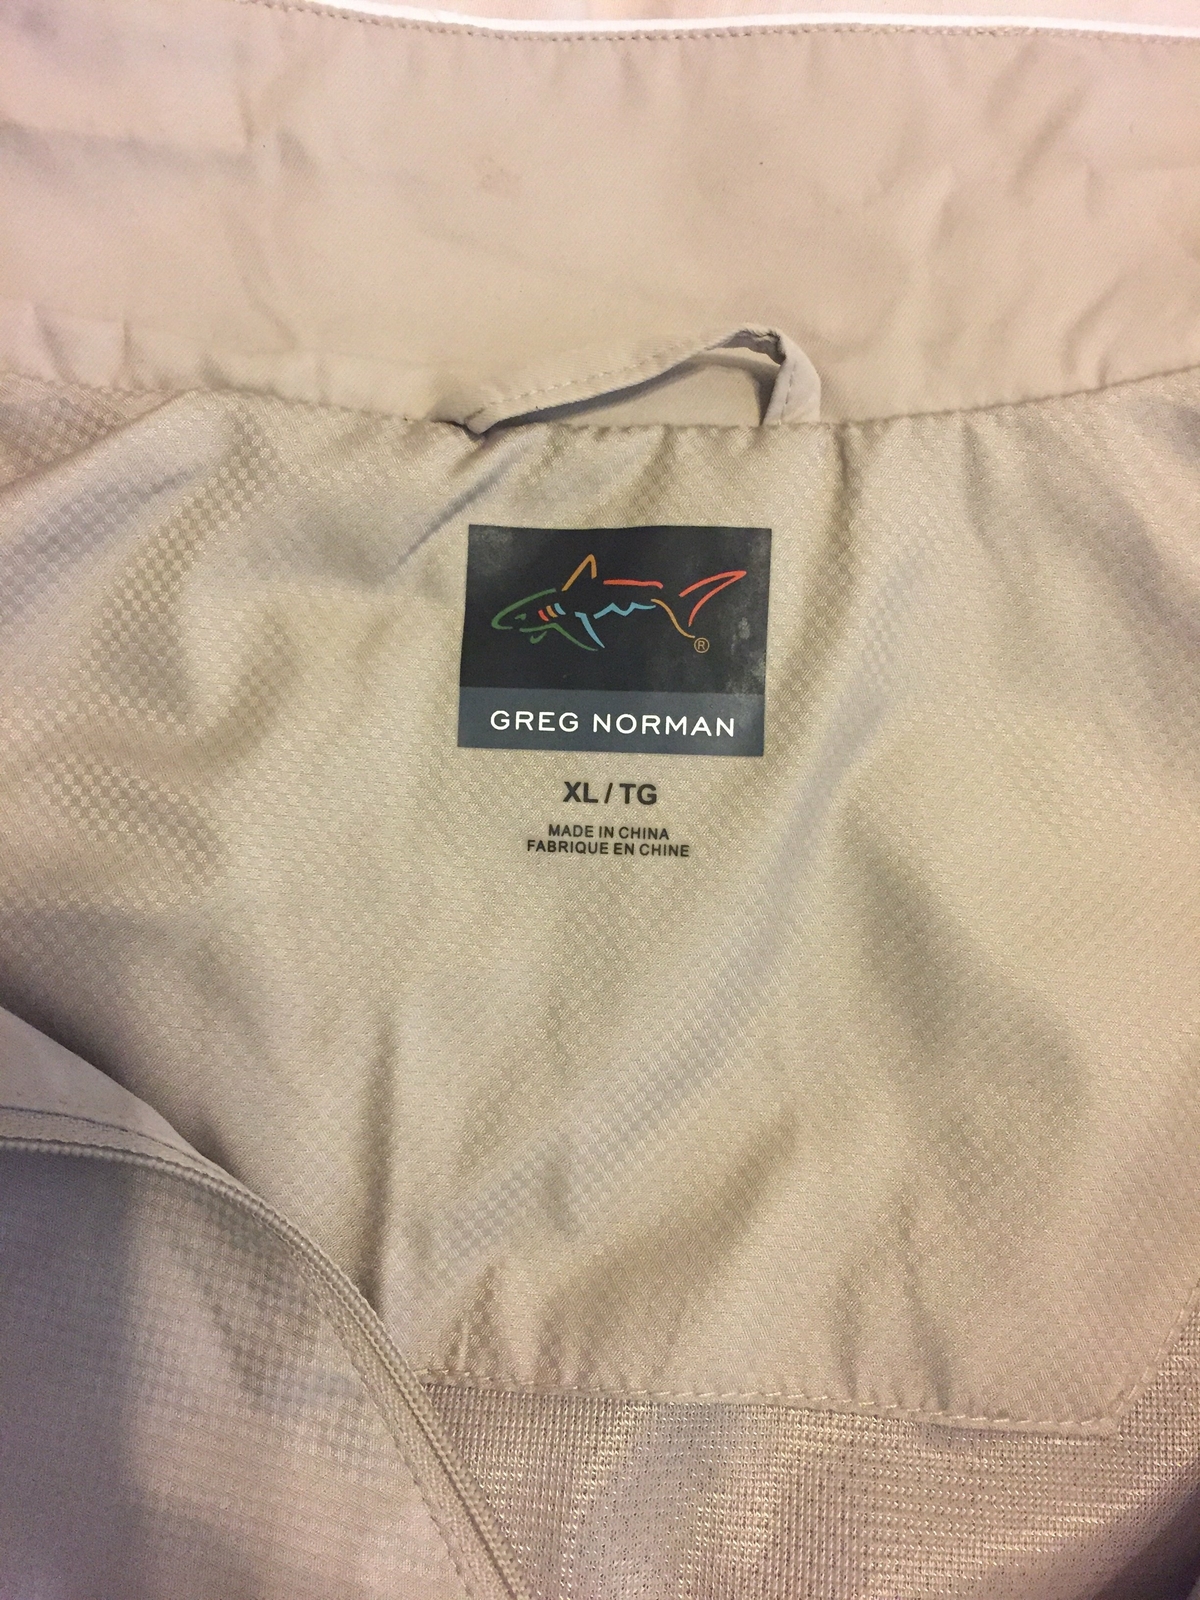 ®
GREG NORMAN
XL / TG
MADE IN CHINA
FABRIQUE EN CHINE